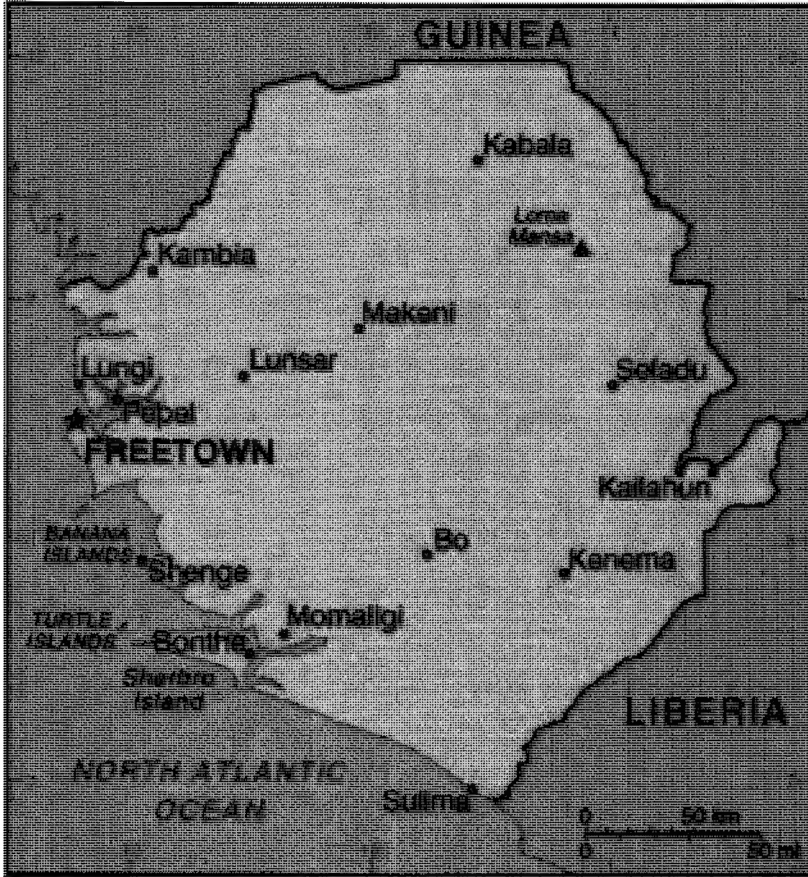 GUINEA
Kabala
Loma
Mansa
Kambia
Makeni
Lungi
Lunsar
Sefadu
Pepel
FREETOWN
Kailahun
BANANA
ISLANDS
Shenge
Bo
Kenema
TURTLE
ISLANDS
Momaligi
Bonthe
Sherbro
Island
LIBERIA
NORTH ATLANTIC
OCEAN
Sulima
0 50 km
0 50 mi